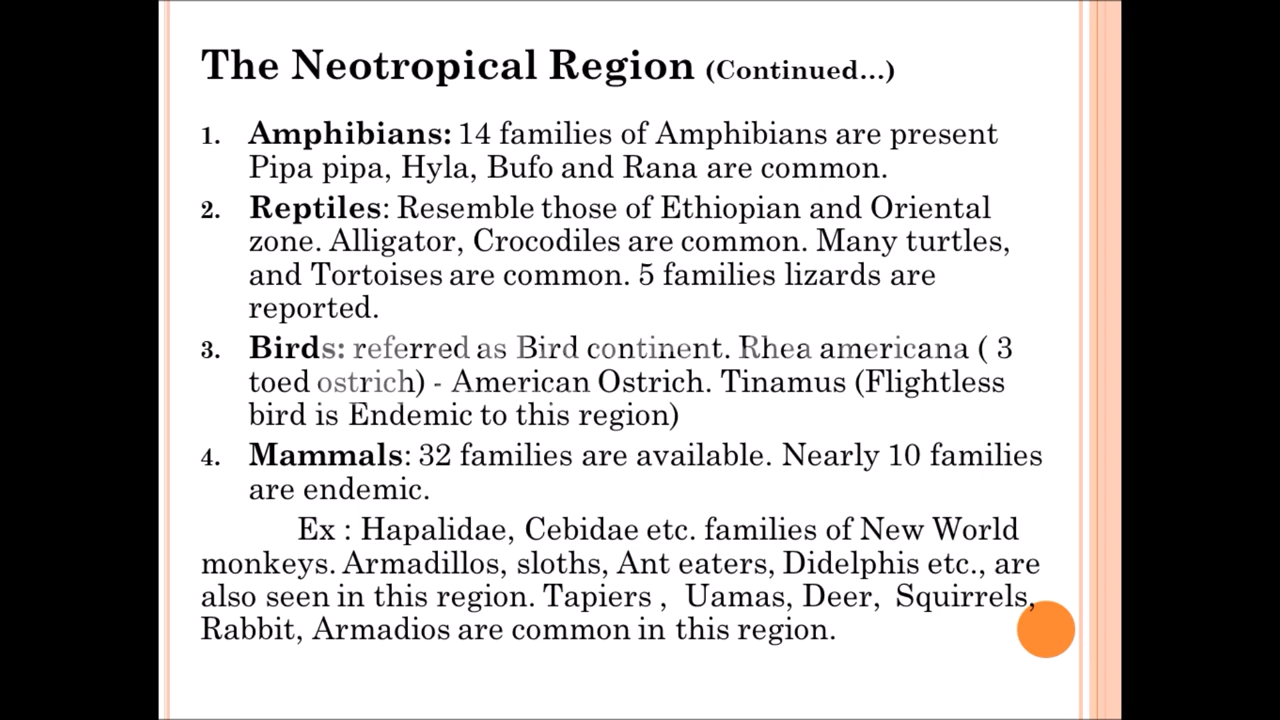 The Neotropical Region (Continued...)
1. Amphibians: 14 families of Amphibians are present
Pipa pipa, Hyla, Bufo and Rana are common.
2. Reptiles: Resemble those of Ethiopian and Oriental
zone. Alligator, Crocodiles are common. Many turtles,
and Tortoises are common. 5 families lizards are
reported.
3. Birds: referred as Bird continent. Rhea americana ( 3
toed ostrich) - American Ostrich. Tinamus (Flightless
bird is Endemic to this region)
4. Mammals: 32 families are available. Nearly 10 families
are endemic.
Ex : Hapalidae, Cebidae etc. families of New World
monkeys. Armadillos, sloths, Ant eaters, Didelphis etc., are
also seen in this region. Tapiers , Uamas, Deer, Squirrels,
Rabbit, Armadios are common in this region.